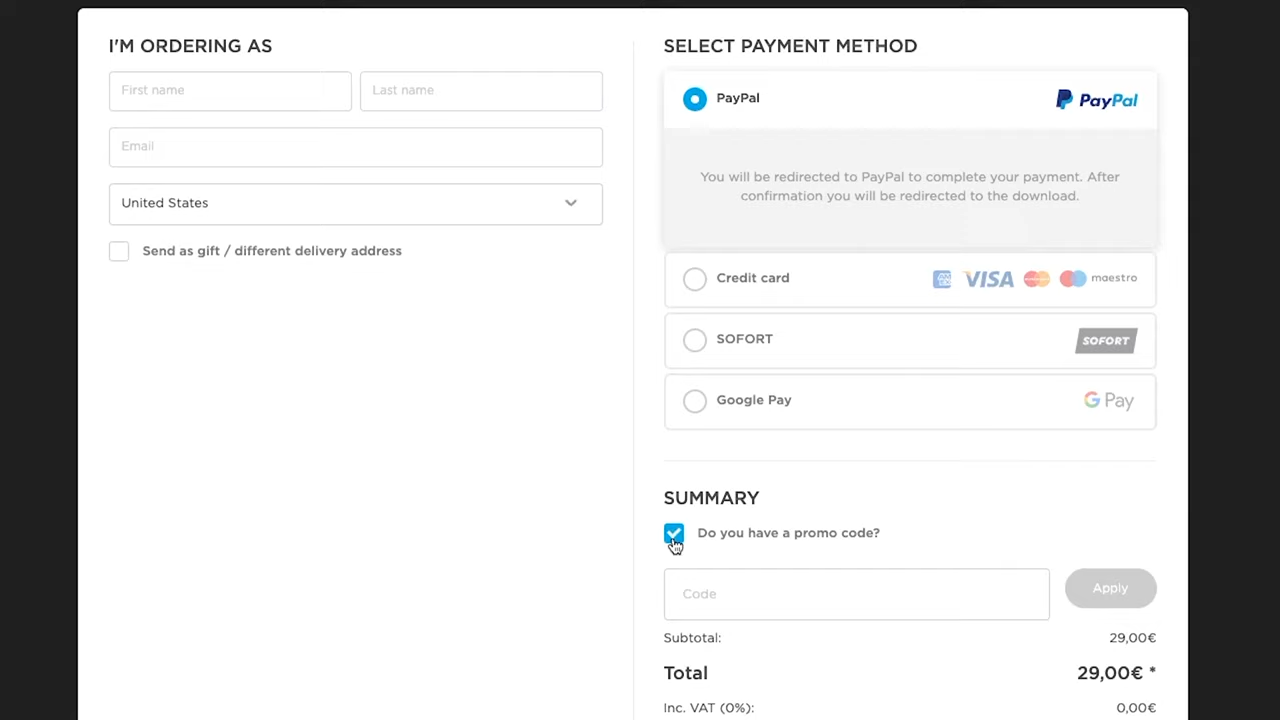 I'M ORDERING AS
First name
Last name
Email
United States
Send as gift / different delivery address
SELECT PAYMENT METHOD
PayPal
PayPal
You will be redirected to PayPal to complete your payment. After
confirmation you will be redirected to the download.
Credit card
VISA
maestro
SOFORT
SOFORT
Google Pay
G Pay
SUMMARY
Do you have a promo code?
Code
Apply
Subtotal:
29,00€
Total
29,00€ *
Inc. VAT (0%):
0,00€